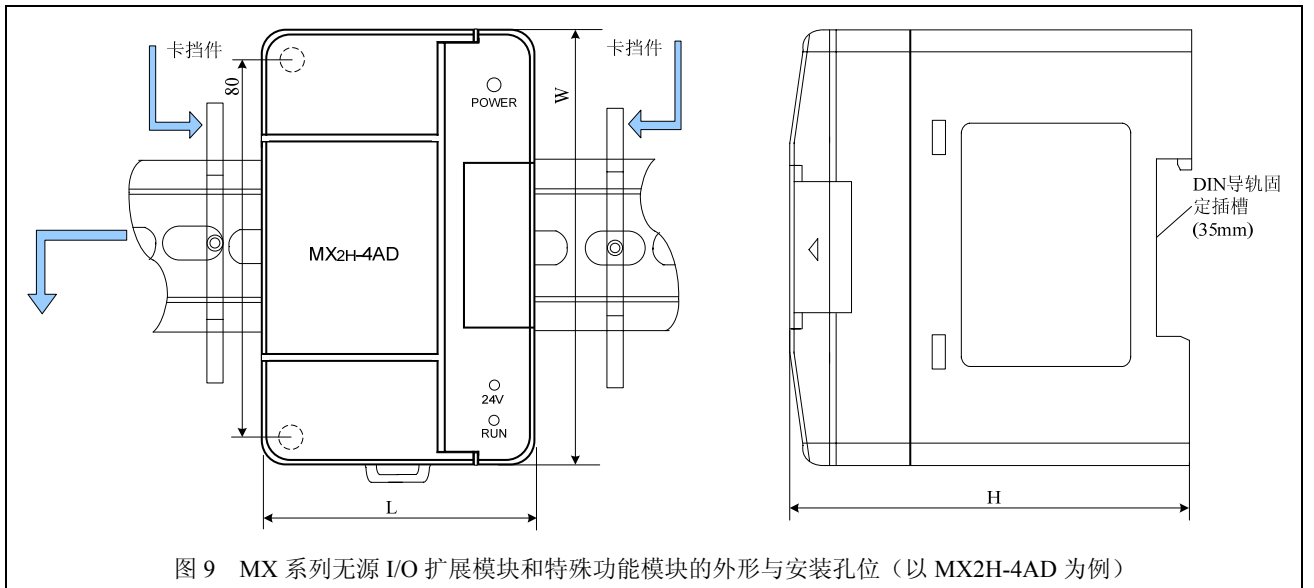 卡挡件
80
POWER
W
卡挡件
MX2H-4AD
24V
RUN
L
DIN导轨固
定插槽
(35mm)
H
图 9 MX 系列无源 I/O 扩展模块和特殊功能模块的外形与安装孔位（以 MX2H-4AD 为例）